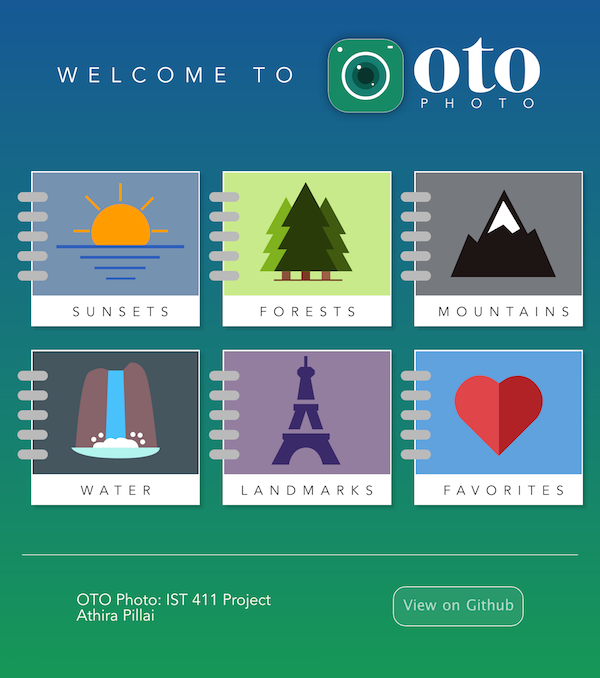 WELCOME TO
oto
PHOTO
SUNSETS
FORESTS
MOUNTAINS
WATER
LANDMARKS
FAVORITES
OTO Photo: IST 411 Project
Athira Pillai
View on Github